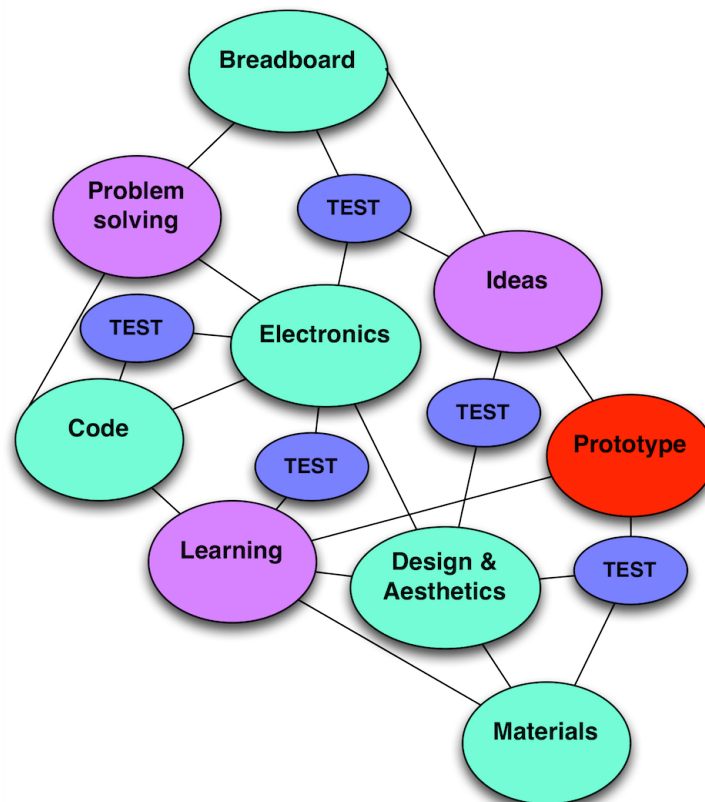 Breadboard
Problem
solving
TEST
Ideas
TEST
Electronics
TEST
Code
Prototype
TEST
Learning
Design &
Aesthetics
TEST
Materials